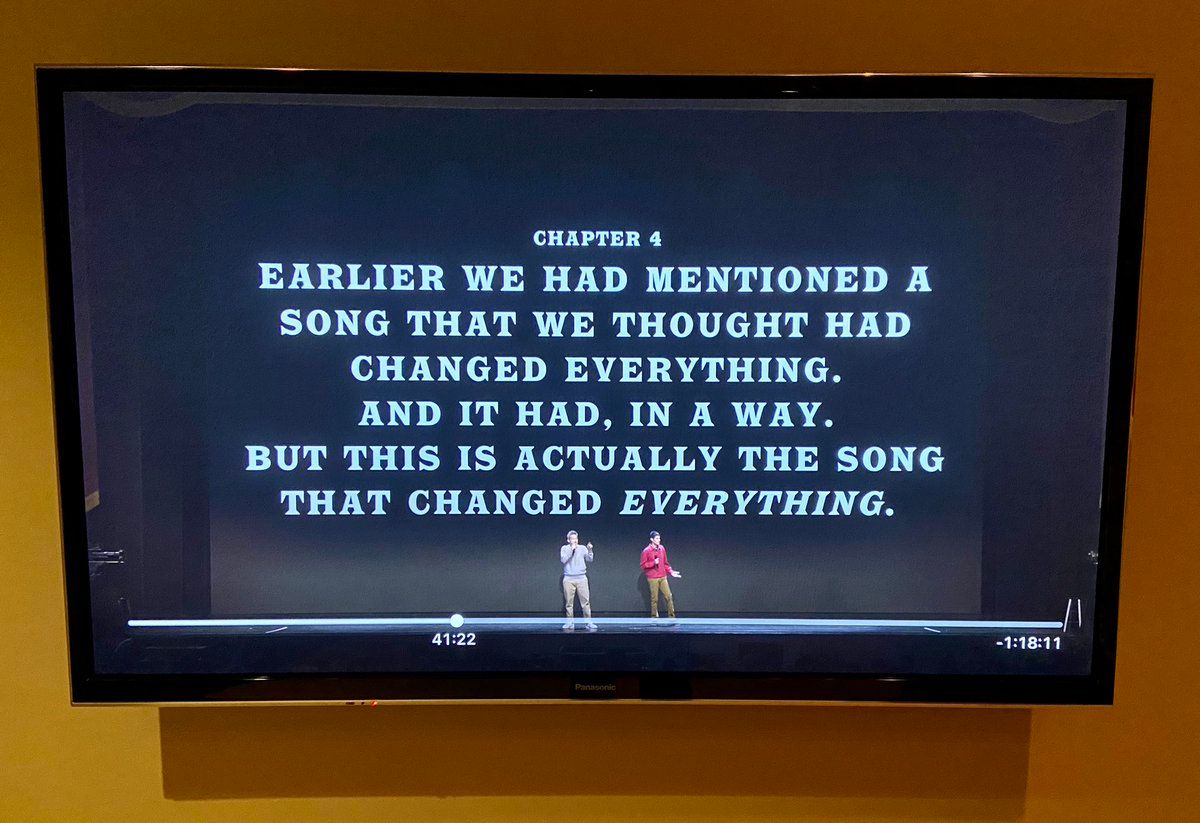 CHAPTER 4
EARLIER WE HAD MENTIONED A
SONG THAT WE THOUGHT HAD
CHANGED EVERYTHING.
AND IT HAD, IN A WAY.
BUT THIS IS ACTUALLY THE SONG
THAT CHANGED EVERYTHING.
41:22
-1:18:11
Panasonic